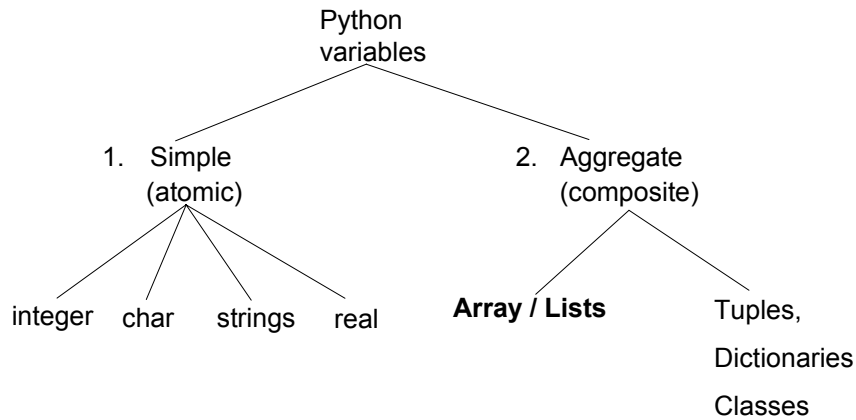 Python
variables
1. Simple
(atomic)
2. Aggregate
(composite)
integer
char
strings
real
Array / Lists
Tuples,
Dictionaries
Classes